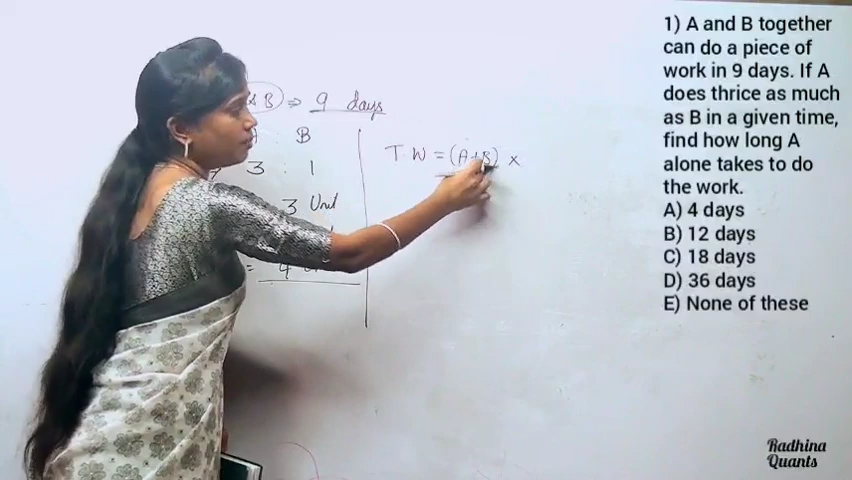 B) ⇒ 9 days
B
3 : 1
3 Unit
= 4
T.W = (A+B) ×
1) A and B together
can do a piece of
work in 9 days. If A
does thrice as much
as B in a given time,
find how long A
alone takes to do
the work.
A) 4 days
B) 12 days
C) 18 days
D) 36 days
E) None of these
Radhina
Quants